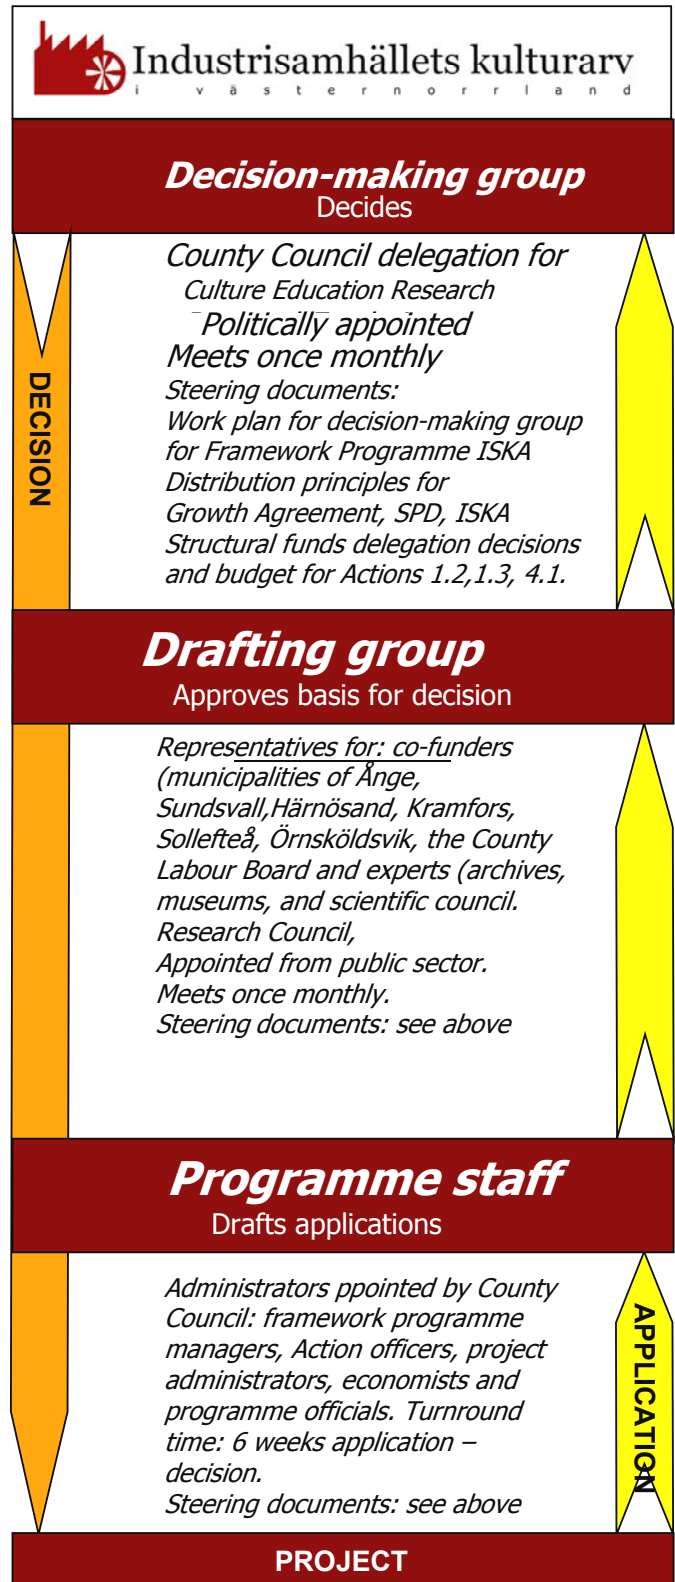 Industrisamhällets kulturarv
i västernorrland
Decision-making group
Decides
County Council delegation for
Culture Education Research
Politically appointed
Meets once monthly
Steering documents:
Work plan for decision-making group
for Framework Programme ISKA
Distribution principles for
Growth Agreement, SPD, ISKA
Structural funds delegation decisions
and budget for Actions 1.2,1.3, 4.1.
DECISION
Drafting group
Approves basis for decision
Representatives for: co-funders
(municipalities of Ånge,
Sundsvall,Härnösand, Kramfors,
Sollefteå, Örnsköldsvik, the County
Labour Board and experts (archives,
museums, and scientific council.
Research Council,
Appointed from public sector.
Meets once monthly.
Steering documents: see above
Programme staff
Drafts applications
Administrators ppointed by County
Council: framework programme
managers, Action officers, project
administrators, economists and
programme officials. Turnround
time: 6 weeks application –
decision.
Steering documents: see above
APPLICATION
PROJECT